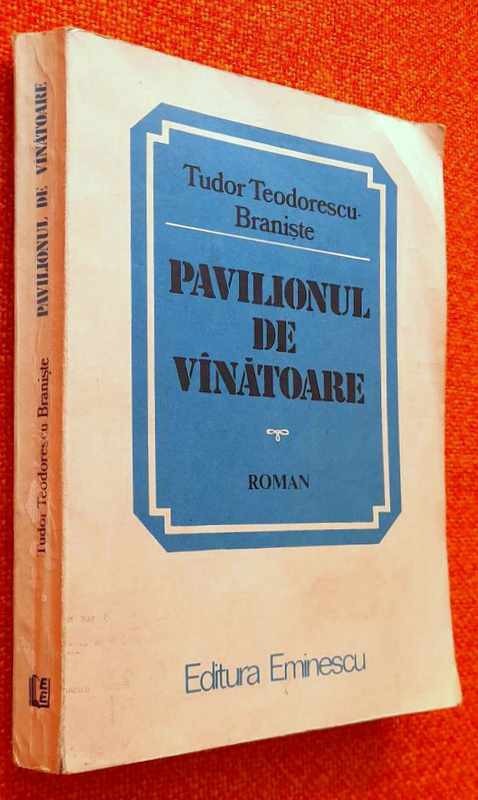 Tudor Teodorescu-
Braniște
PAVILIONUL
DE
VÎNĂTOARE
ROMAN
Editura Eminescu
Tudor Teodorescu Braniște PAVILIONUL DE VÎNĂTOARE